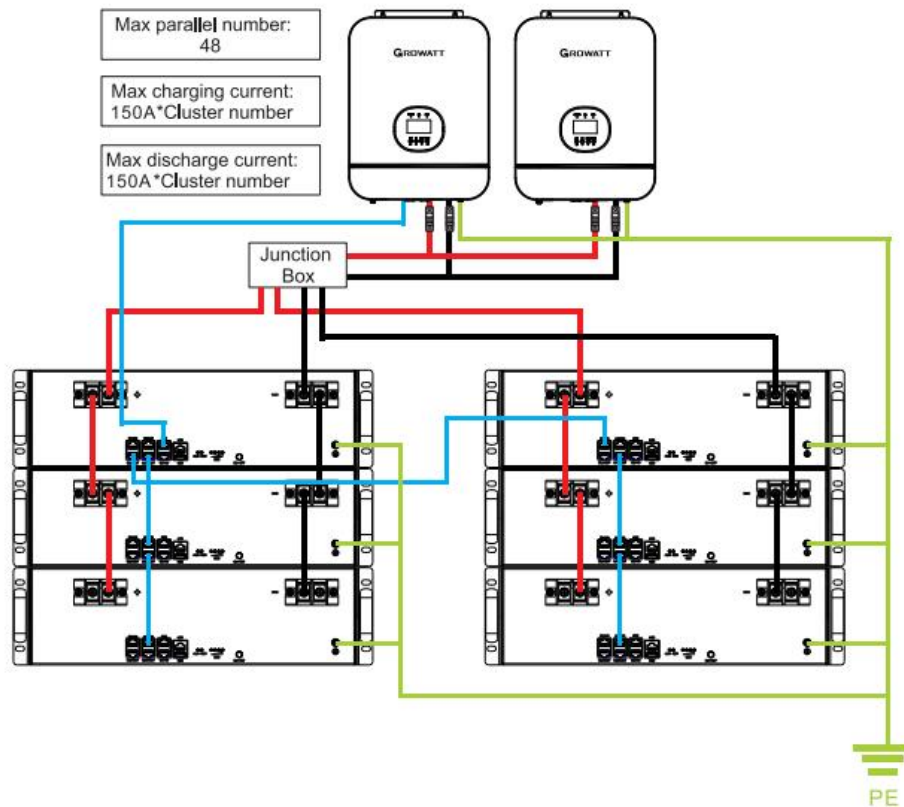 Max parallel number:
48
GROWATT
GROWATT
Max charging current:
150A*Cluster number
Max discharge current:
150A*Cluster number
Junction
Box
PE